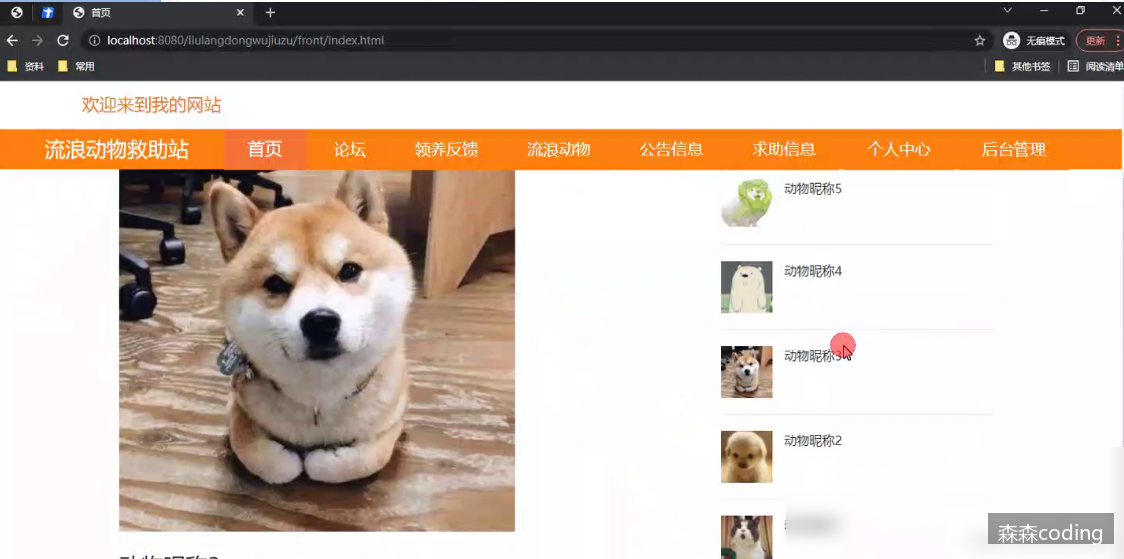 首页
localhost:8080/liulangdongwujiuzu/front/index.html
无痕模式
更新
资料
常用
其他书签
阅读清单
欢迎来到我的网站
流浪动物救助站 首页 论坛 领养反馈 流浪动物 公告信息 求助信息 个人中心 后台管理
动物昵称5
动物昵称4
动物昵称3
动物昵称2
森森coding